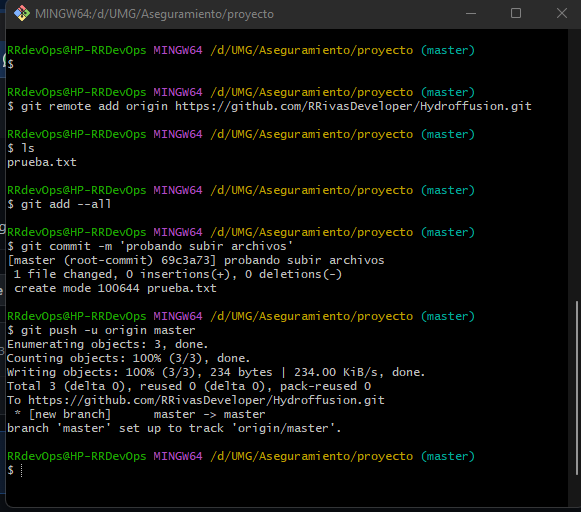 MINGW64:/d/UMG/Aseguramiento/proyecto
RRdevOps@HP-RRDevOps MINGW64 /d/UMG/Aseguramiento/proyecto (master)
$
RRdevOps@HP-RRDevOps MINGW64 /d/UMG/Aseguramiento/proyecto (master)
$ git remote add origin https://github.com/RRivasDeveloper/Hydroffusion.git
RRdevOps@HP-RRDevOps MINGW64 /d/UMG/Aseguramiento/proyecto (master)
$ ls
prueba.txt
RRdevOps@HP-RRDevOps MINGW64 /d/UMG/Aseguramiento/proyecto (master)
$ git add --all
RRdevOps@HP-RRDevOps MINGW64 /d/UMG/Aseguramiento/proyecto (master)
$ git commit -m 'probando subir archivos'
[master (root-commit) 69c3a73] probando subir archivos
 1 file changed, 0 insertions(+), 0 deletions(-)
 create mode 100644 prueba.txt
RRdevOps@HP-RRDevOps MINGW64 /d/UMG/Aseguramiento/proyecto (master)
$ git push -u origin master
Enumerating objects: 3, done.
Counting objects: 100% (3/3), done.
Writing objects: 100% (3/3), 234 bytes | 234.00 KiB/s, done.
Total 3 (delta 0), reused 0 (delta 0), pack-reused 0
To https://github.com/RRivasDeveloper/Hydroffusion.git
 * [new branch]      master -> master
branch 'master' set up to track 'origin/master'.
RRdevOps@HP-RRDevOps MINGW64 /d/UMG/Aseguramiento/proyecto (master)
$